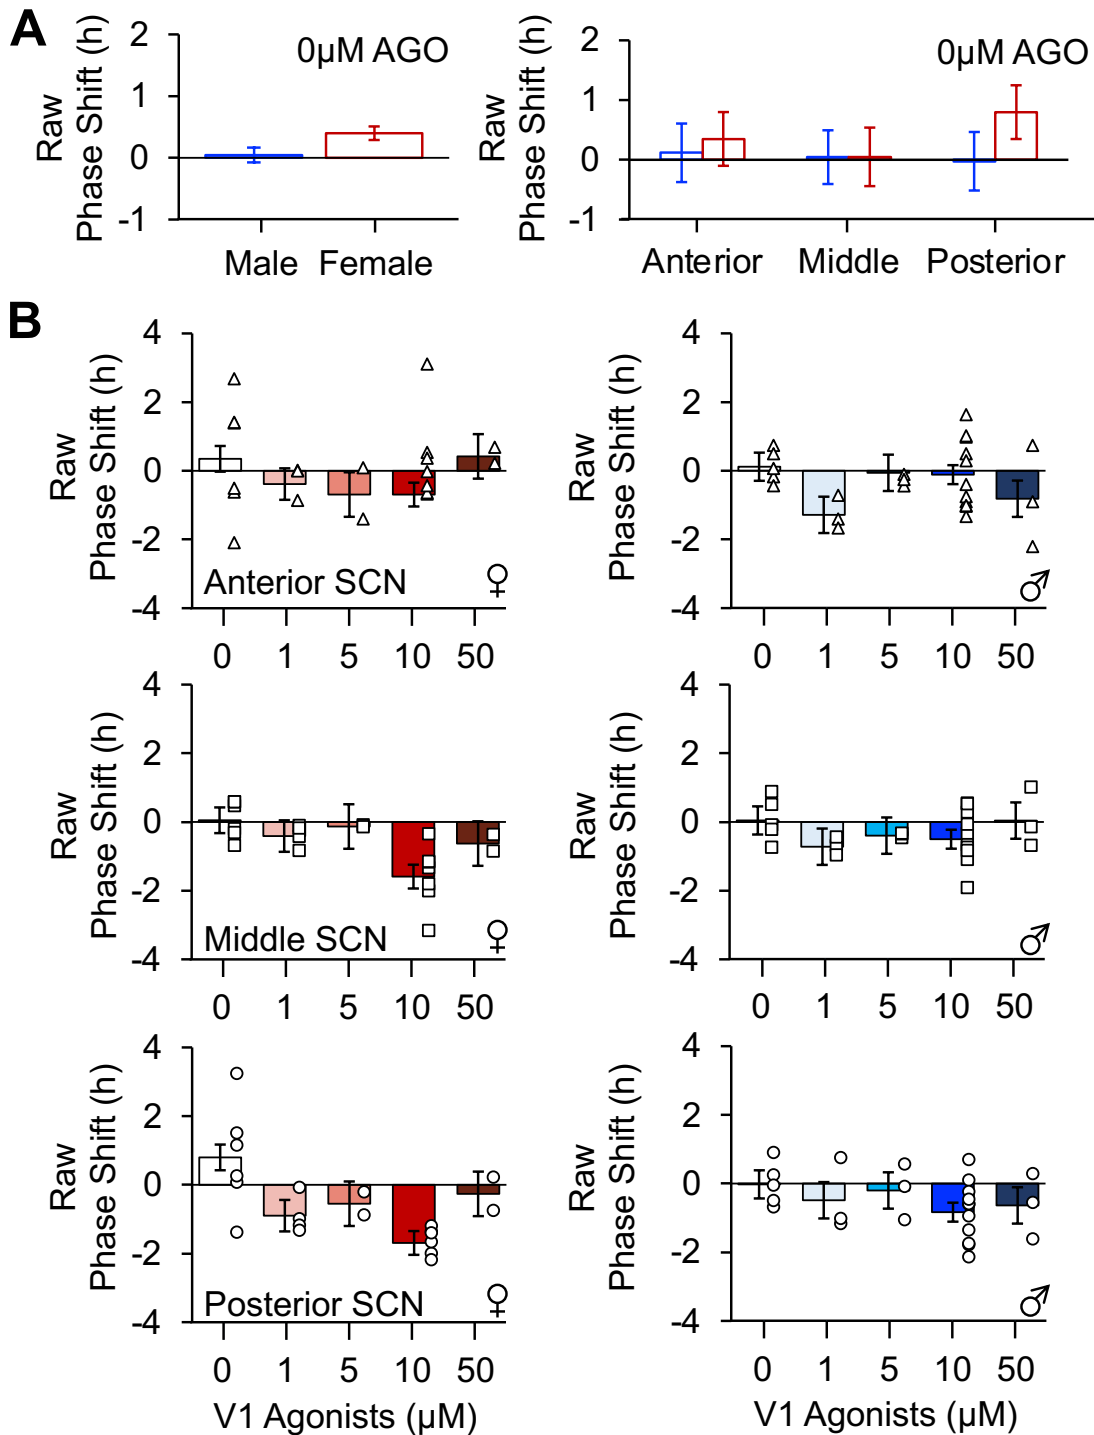 A
Raw
Phase Shift (h)
2
1
0
-1
0µM AGO
Male Female
Raw
Phase Shift (h)
2
1
0
-1
0µM AGO
Anterior Middle Posterior
B
Raw
Phase Shift (h)
4
2
0
-2
-4
Anterior SCN ♀
0 1 5 10 50
Raw
Phase Shift (h)
4
2
0
-2
-4
♂
0 1 5 10 50
Raw
Phase Shift (h)
4
2
0
-2
-4
Middle SCN ♀
0 1 5 10 50
Raw
Phase Shift (h)
4
2
0
-2
-4
♂
0 1 5 10 50
Raw
Phase Shift (h)
4
2
0
-2
-4
Posterior SCN ♀
0 1 5 10 50
V1 Agonists (µM)
Raw
Phase Shift (h)
4
2
0
-2
-4
♂
0 1 5 10 50
V1 Agonists (µM)